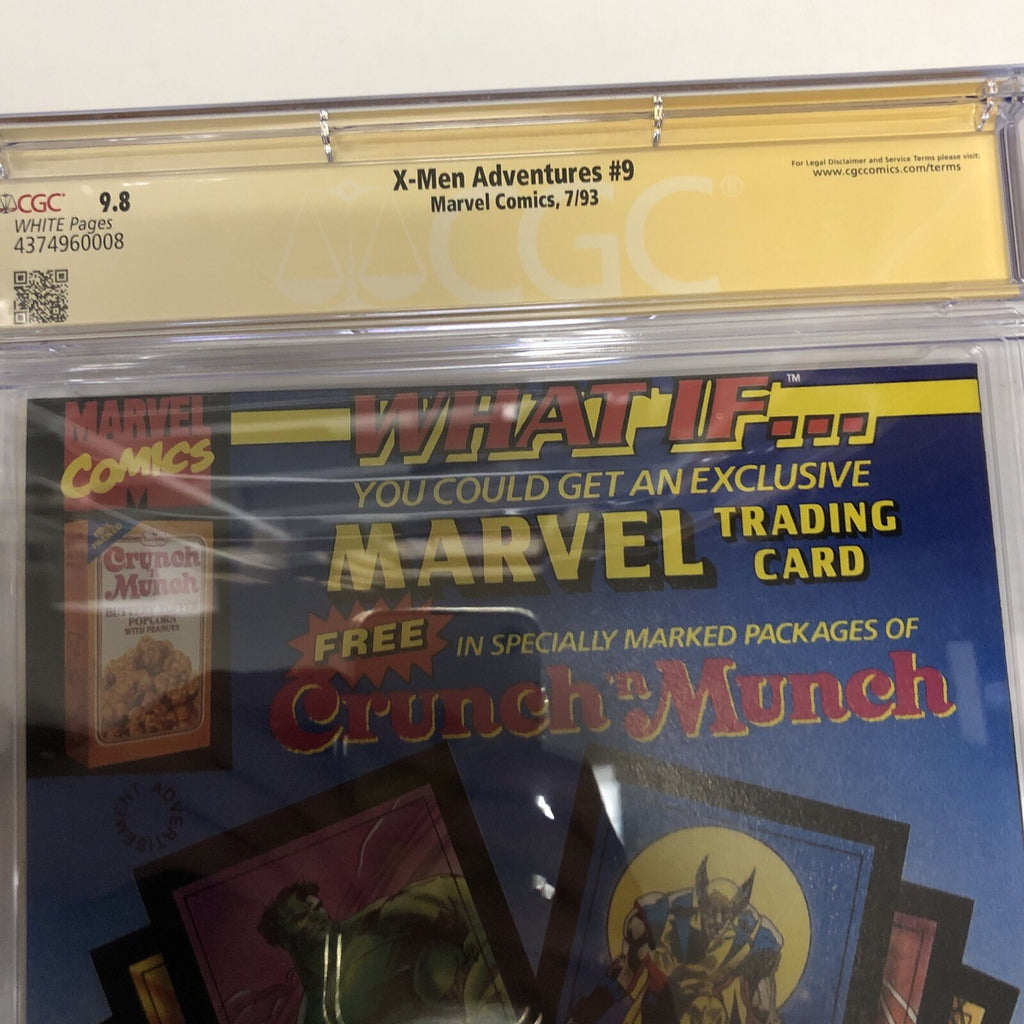 X-Men Adventures #9
Marvel Comics, 7/93
For Legal Disclaimer and Service Terms please visit:
www.cgccomics.com/terms
CGC 9.8
WHITE Pages
4374960008
CGC®
MARVEL
COMICS
M
WHAT IF...™
YOU COULD GET AN EXCLUSIVE
MARVEL TRADING
CARD
FREE IN SPECIALLY MARKED PACKAGES OF
Crunch 'n Munch
Crunch
'n
Munch
POPCORN
WITH PEANUTS
ADVERTISEMENT